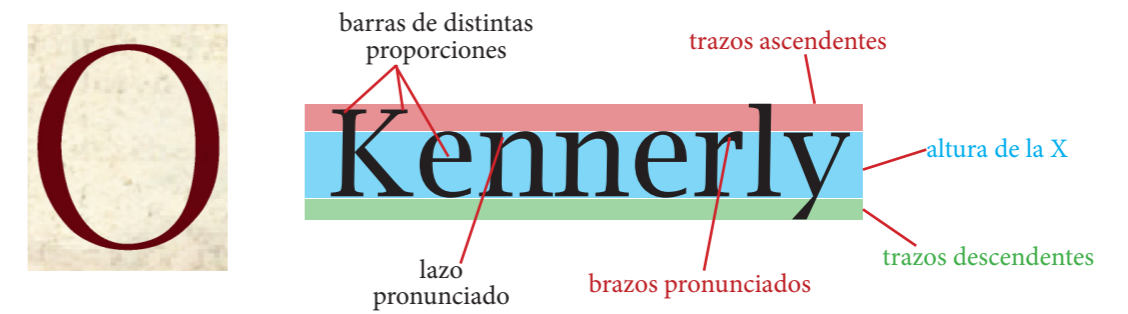 O
barras de distintas
proporciones
trazos ascendentes
Kennerly
altura de la X
lazo
pronunciado
brazos pronunciados
trazos descendentes